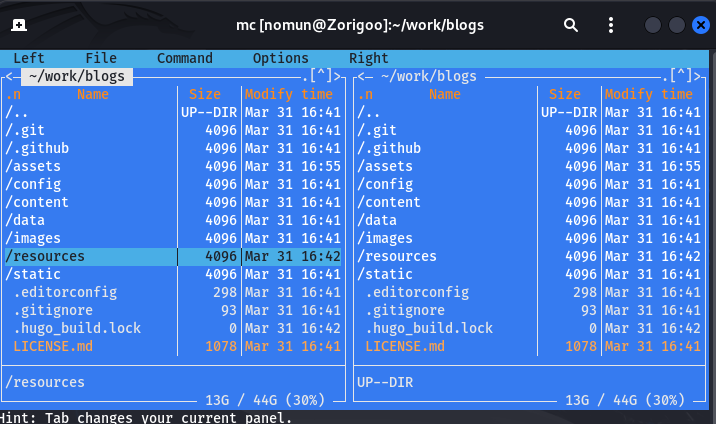 mc [nomun@Zorigoo]:~/work/blogs
Left File Command Options Right
<─ ~/work/blogs ─.[^]> <─ ~/work/blogs ─.[^]>
.n Name Size Modify time .n Name Size Modify time
/.. UP--DIR Mar 31 16:41 /.. UP--DIR Mar 31 16:41
/.git 4096 Mar 31 16:41 /.git 4096 Mar 31 16:41
/.github 4096 Mar 31 16:41 /.github 4096 Mar 31 16:41
/assets 4096 Mar 31 16:55 /assets 4096 Mar 31 16:55
/config 4096 Mar 31 16:41 /config 4096 Mar 31 16:41
/content 4096 Mar 31 16:41 /content 4096 Mar 31 16:41
/data 4096 Mar 31 16:41 /data 4096 Mar 31 16:41
/images 4096 Mar 31 16:41 /images 4096 Mar 31 16:41
/resources 4096 Mar 31 16:42 /resources 4096 Mar 31 16:42
/static 4096 Mar 31 16:41 /static 4096 Mar 31 16:41
.editorconfig 298 Mar 31 16:41 .editorconfig 298 Mar 31 16:41
.gitignore 93 Mar 31 16:41 .gitignore 93 Mar 31 16:41
.hugo_build.lock 0 Mar 31 16:42 .hugo_build.lock 0 Mar 31 16:42
LICENSE.md 1078 Mar 31 16:41 LICENSE.md 1078 Mar 31 16:41
/resources UP--DIR
13G / 44G (30%) 13G / 44G (30%)
Hint: Tab changes your current panel.